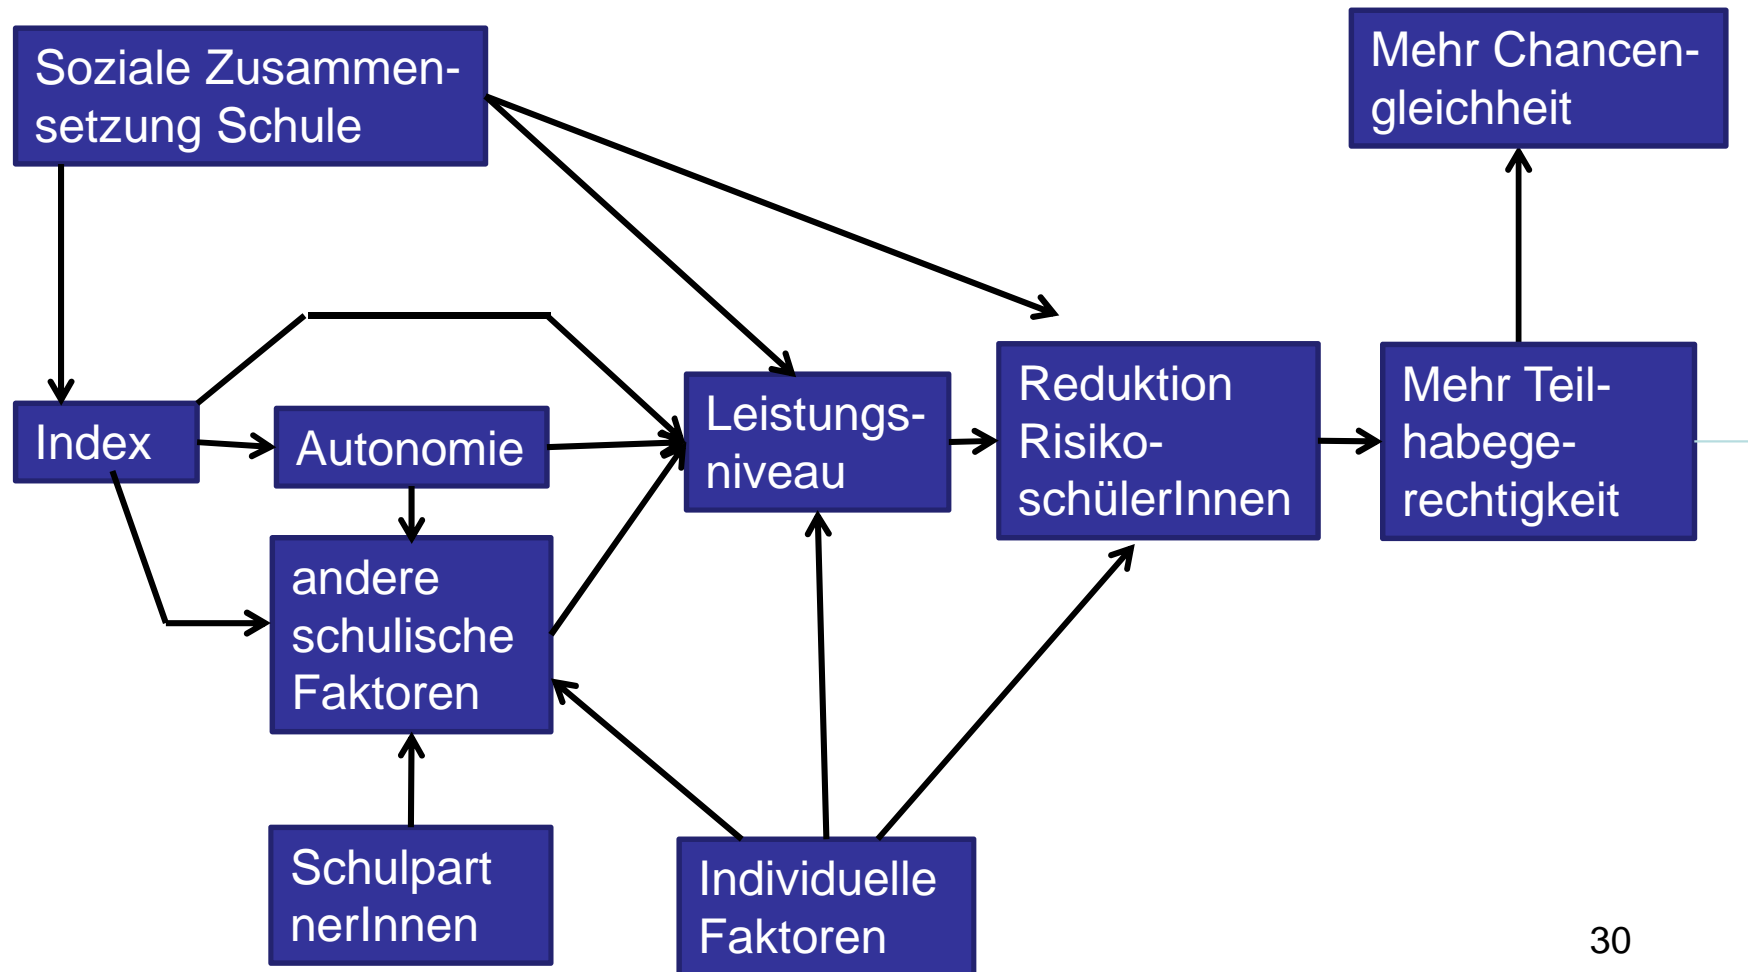 Soziale Zusammen-
setzung Schule
Mehr Chancen-
gleichheit
Index
Autonomie
Leistungs-
niveau
Reduktion
Risiko-
schülerInnen
Mehr Teil-
habege-
rechtigkeit
andere
schulische
Faktoren
Schulpart
nerInnen
Individuelle
Faktoren
30